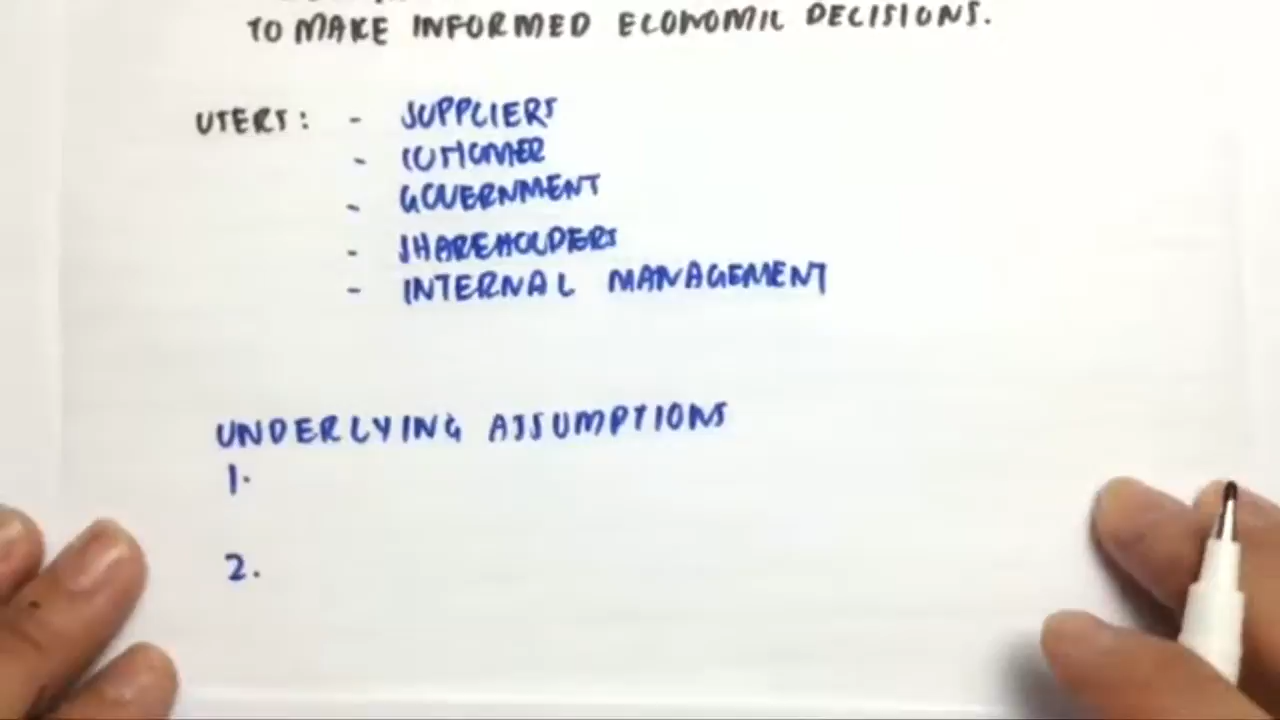 TO MAKE INFORMED ECONOMIC DECISIONS.
USERS: - SUPPLIERS
- CUSTOMER
- GOVERNMENT
- SHAREHOLDERS
- INTERNAL MANAGEMENT
UNDERLYING ASSUMPTIONS
1.
2.